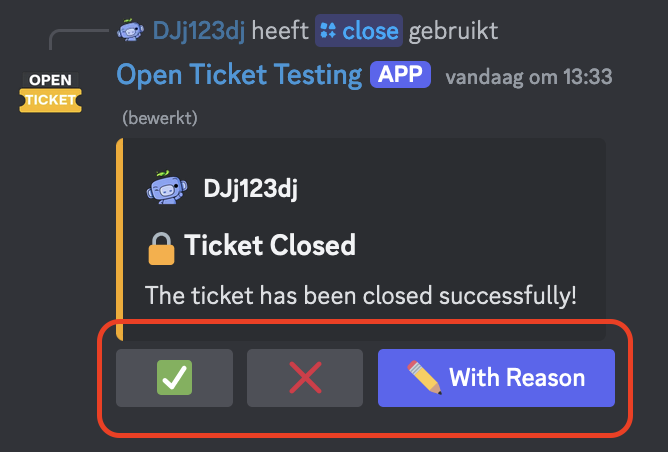 DJj123dj heeft close gebruikt
OPEN
TICKET
Open Ticket Testing APP vandaag om 13:33
(bewerkt)
DJj123dj
Ticket Closed
The ticket has been closed successfully!
With Reason